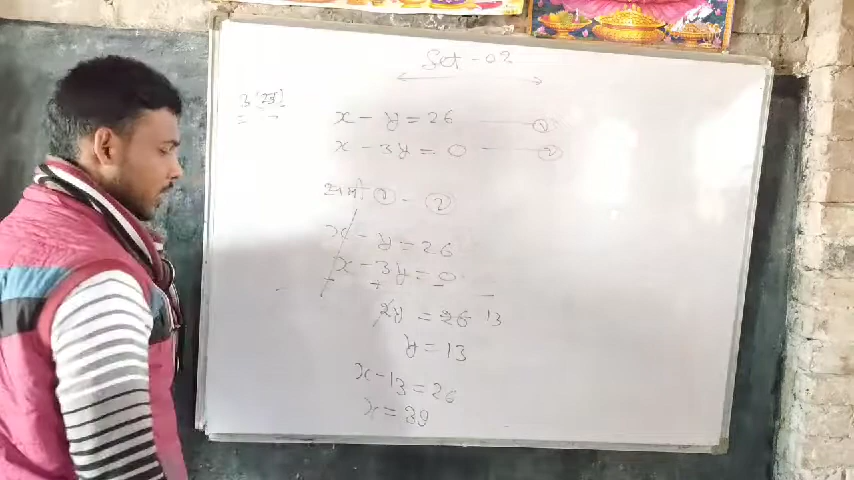 Set - 02
3
x - y = 26 ①
x - 3y = 0 ②
① - ②
x - y = 26
x - 3y = 0
- + -
2y = 26 13
y = 13
x - 13 = 26
x = 39